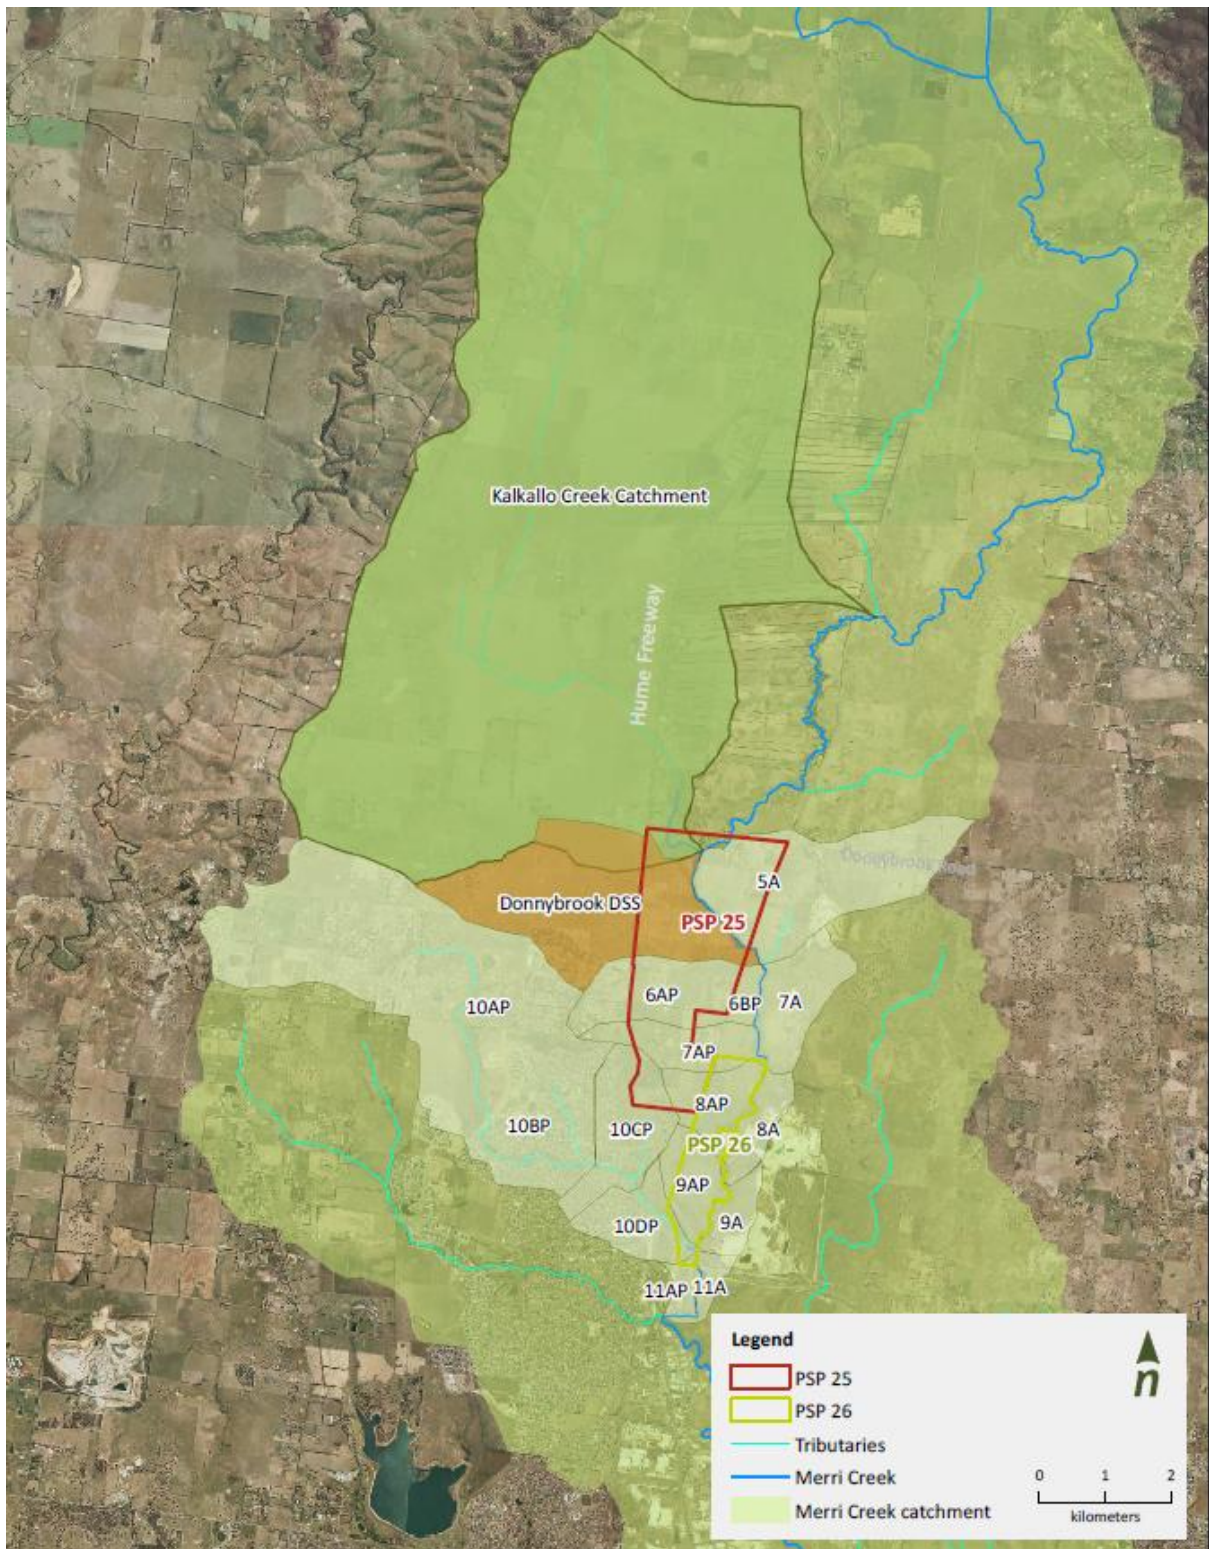 Kalkallo Creek Catchment
Hume Freeway
Donnybrook Road
5A
Donnybrook DSS
PSP 25
6AP
6BP
7A
10AP
7AP
8AP
10BP
10CP
8A
PSP 26
9AP
10DP
9A
11AP
11A
Legend
PSP 25
PSP 26
Tributaries
Merri Creek
Merri Creek catchment
n
0 1 2
kilometers